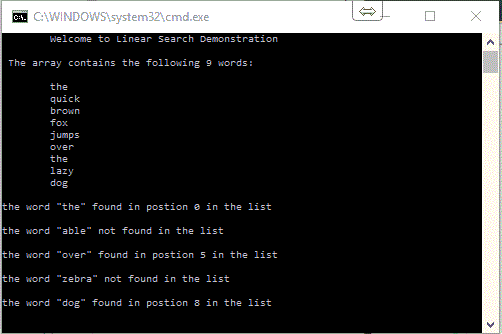 C:\WINDOWS\system32\cmd.exe
Welcome to Linear Search Demonstration
The array contains the following 9 words:
the
quick
brown
fox
jumps
over
the
lazy
dog
the word "the" found in postion 0 in the list
the word "able" not found in the list
the word "over" found in postion 5 in the list
the word "zebra" not found in the list
the word "dog" found in postion 8 in the list